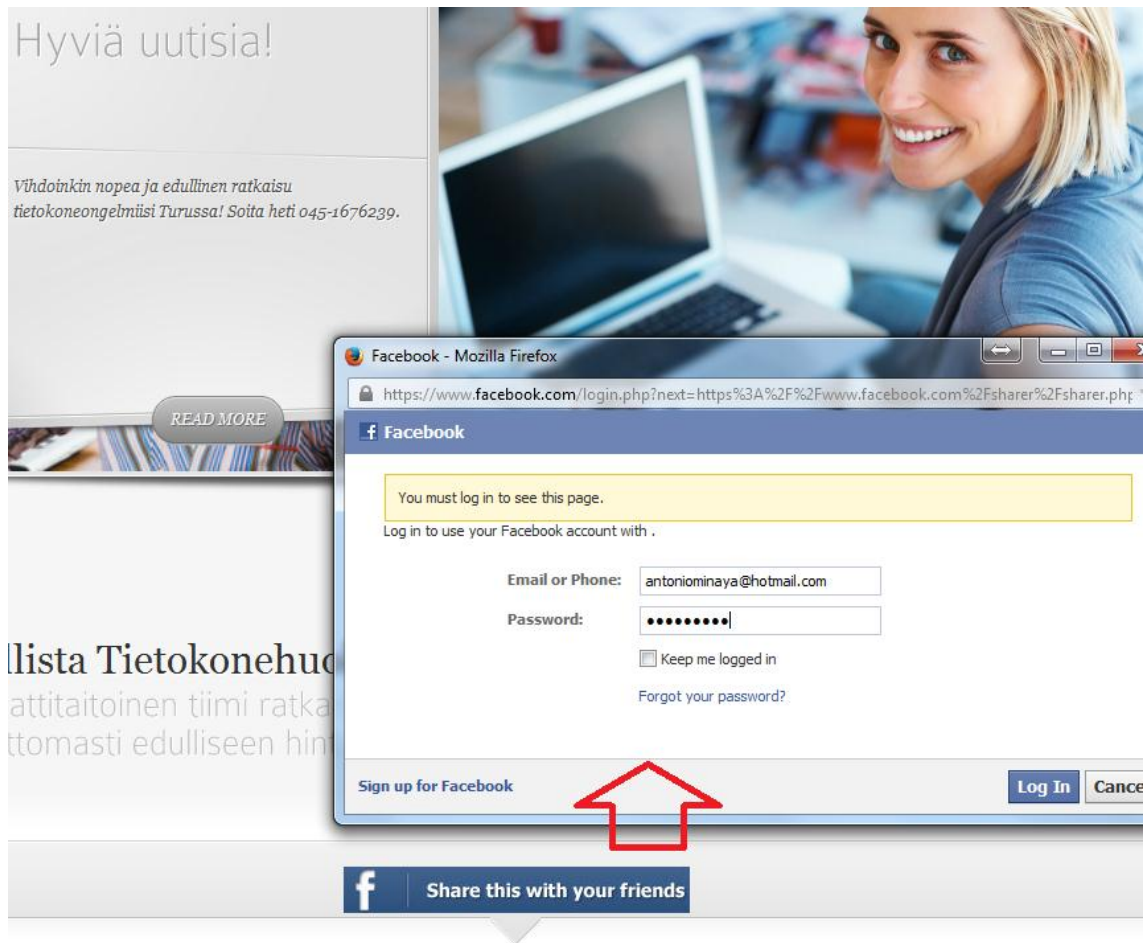 Hyviä uutisia!
Vihdoinkin nopea ja edullinen ratkaisu
tietokoneongelmiisi Turussa! Soita heti 045-1676239.
READ MORE
Facebook - Mozilla Firefox
https://www.facebook.com/login.php?next=https%3A%2F%2Fwww.facebook.com%2Fsharer%2Fsharer.php
f Facebook
You must log in to see this page.
Log in to use your Facebook account with .
Email or Phone: antoniominaya@hotmail.com
Password: •••••••••
Keep me logged in
Forgot your password?
Sign up for Facebook
Log In Cance
llista Tietokonehuo
attitaitoinen tiimi ratka
ttomasti edulliseen hin
f Share this with your friends